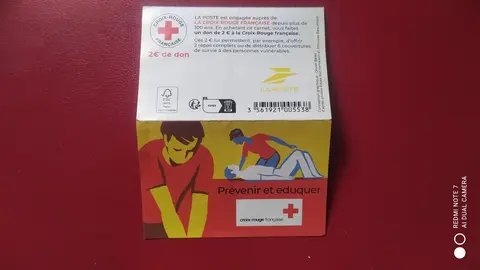 CROIX-ROUGE
FRANÇAISE
2€ de don
LA POSTE est engagée auprès de
LA CROIX-ROUGE FRANÇAISE depuis plus de
100 ans. En achetant ce carnet, vous faites
un don de 2 € à la Croix-Rouge française.
Ces 2 € lui permettent, par exemple, d'offrir
2 repas complets ou de distribuer 6 couvertures
de survie à des personnes vulnérables.
LA POSTE
FSC
3 561921 005538
Prévenir et éduquer
croix-rouge française
REDMI NOTE 7
AI DUAL CAMERA